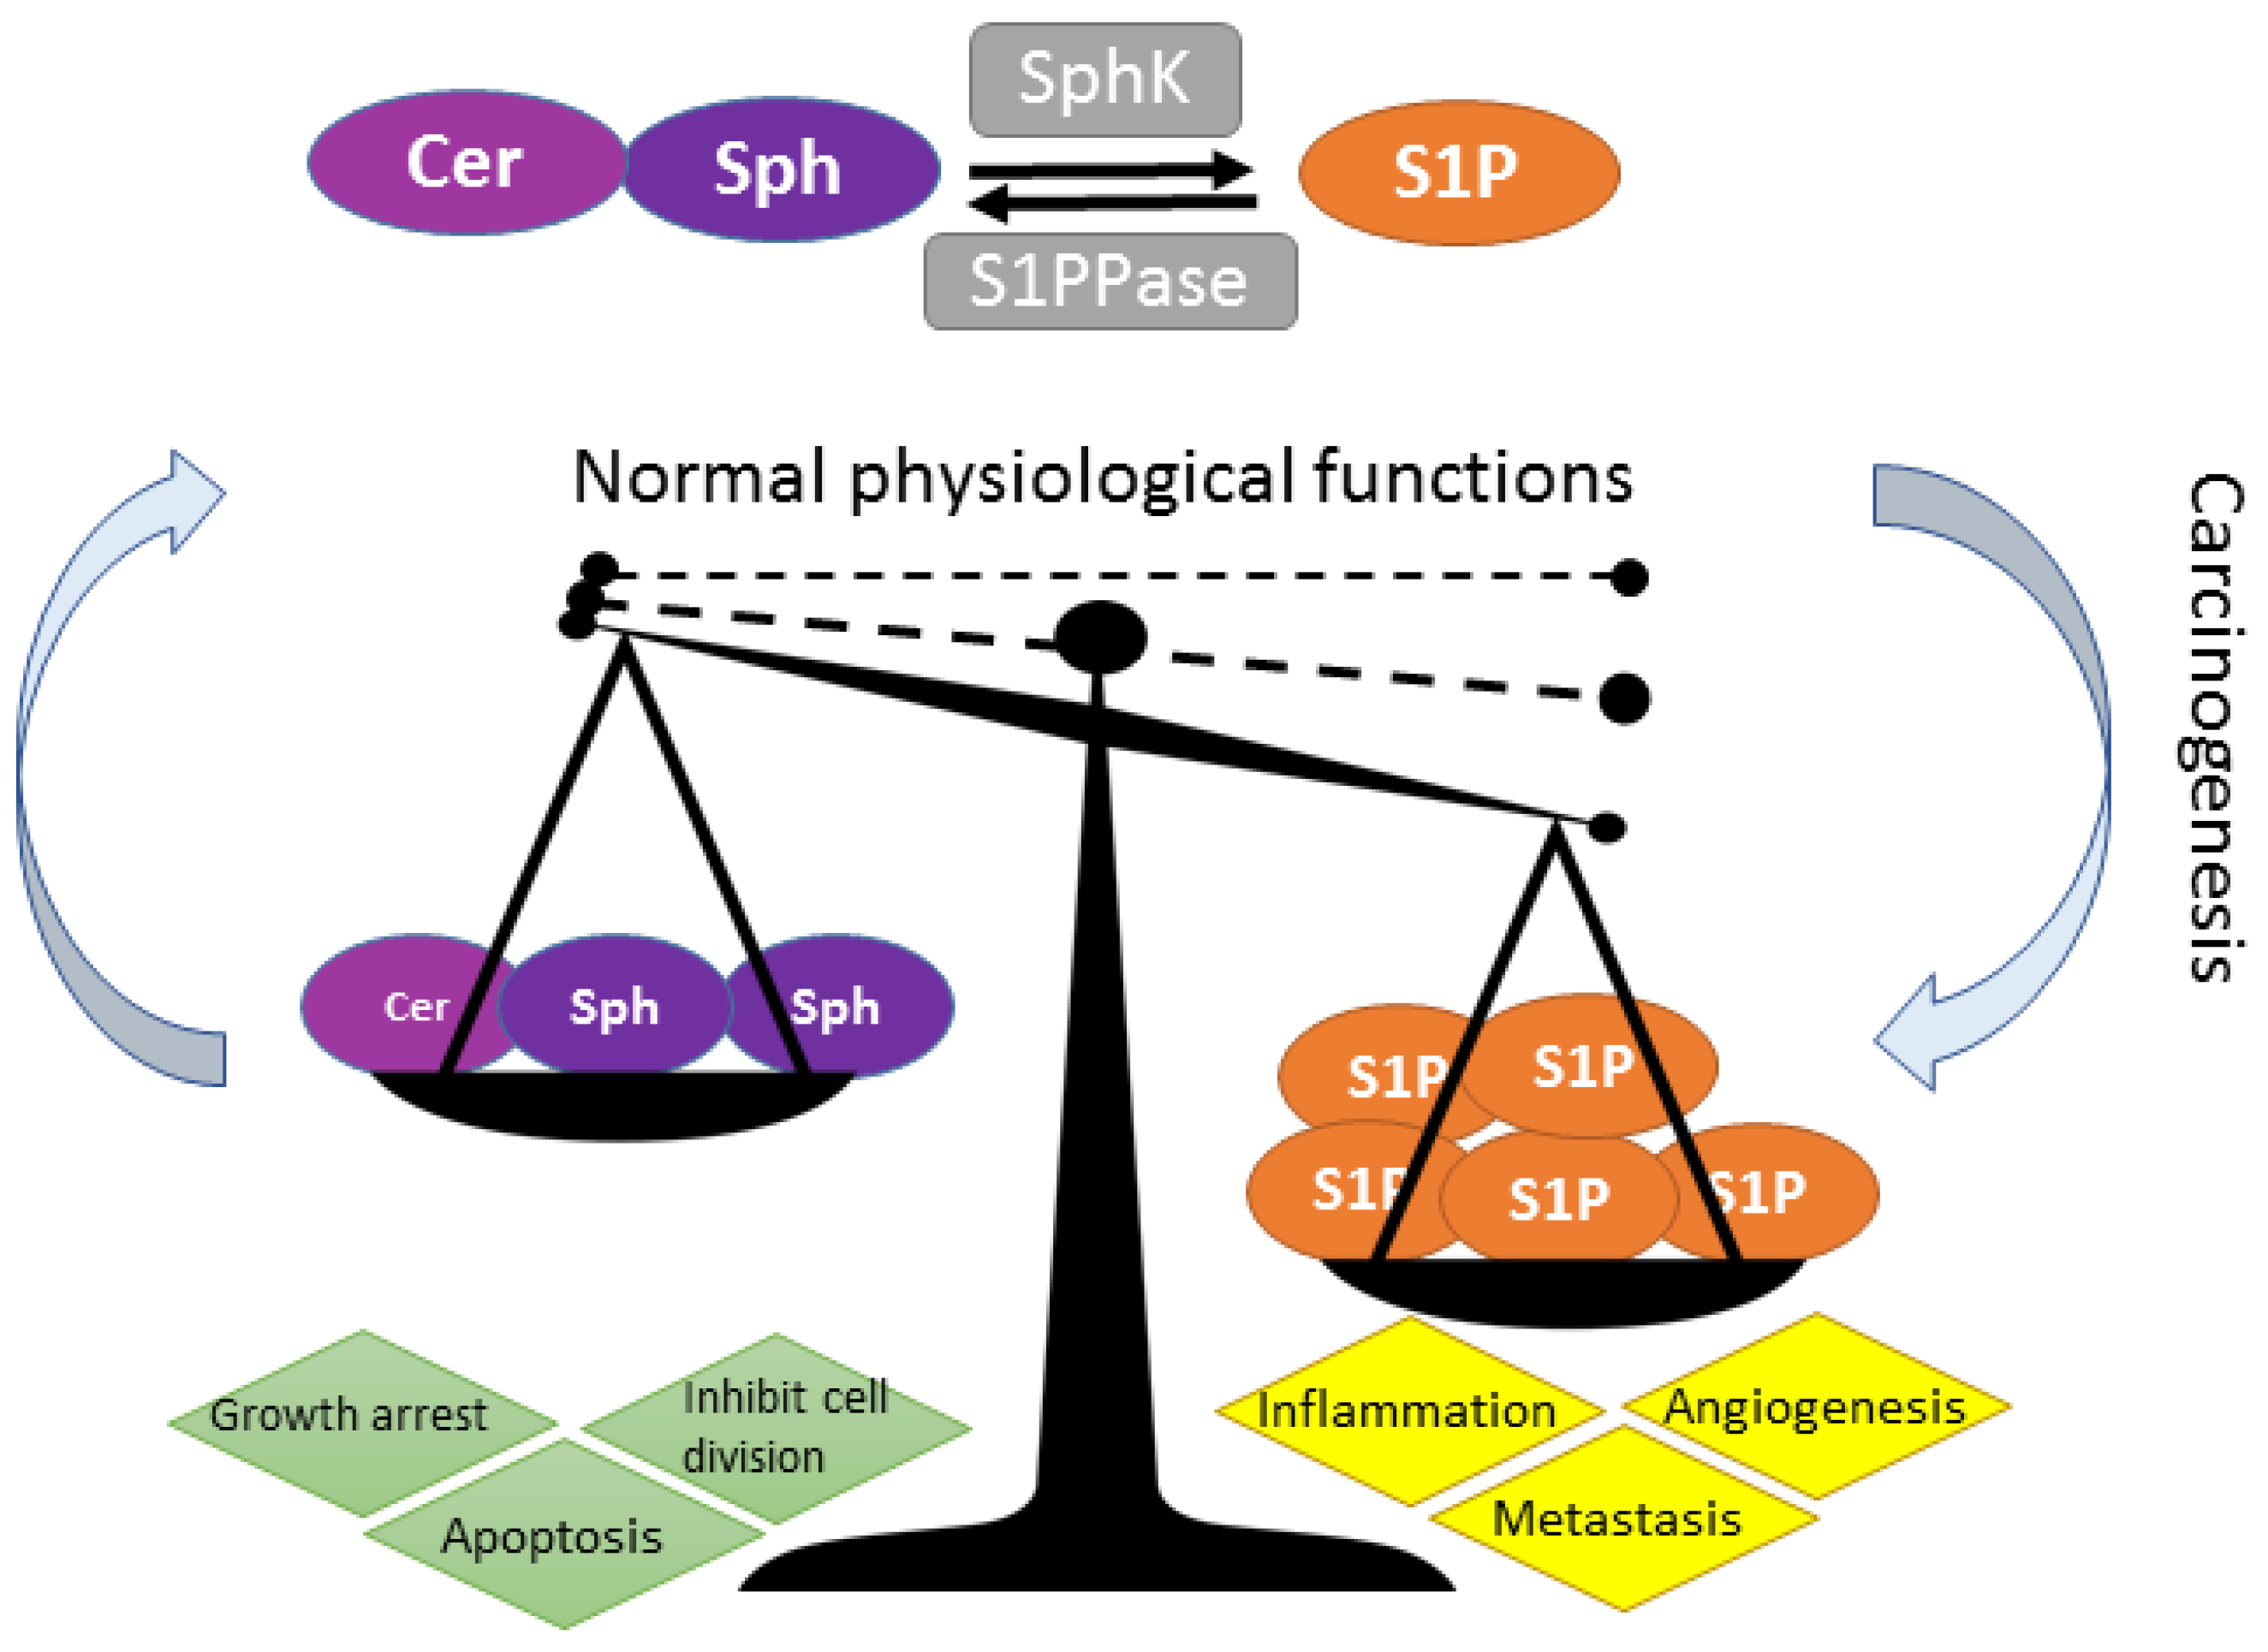 SphK
Cer
Sph
S1P
S1PPase
Normal physiological functions
Carcinogenesis
Cer
Sph
Sph
S1P
S1P
S1P
S1P
S1P
Growth arrest
Inhibit cell
division
Apoptosis
Inflammation
Angiogenesis
Metastasis